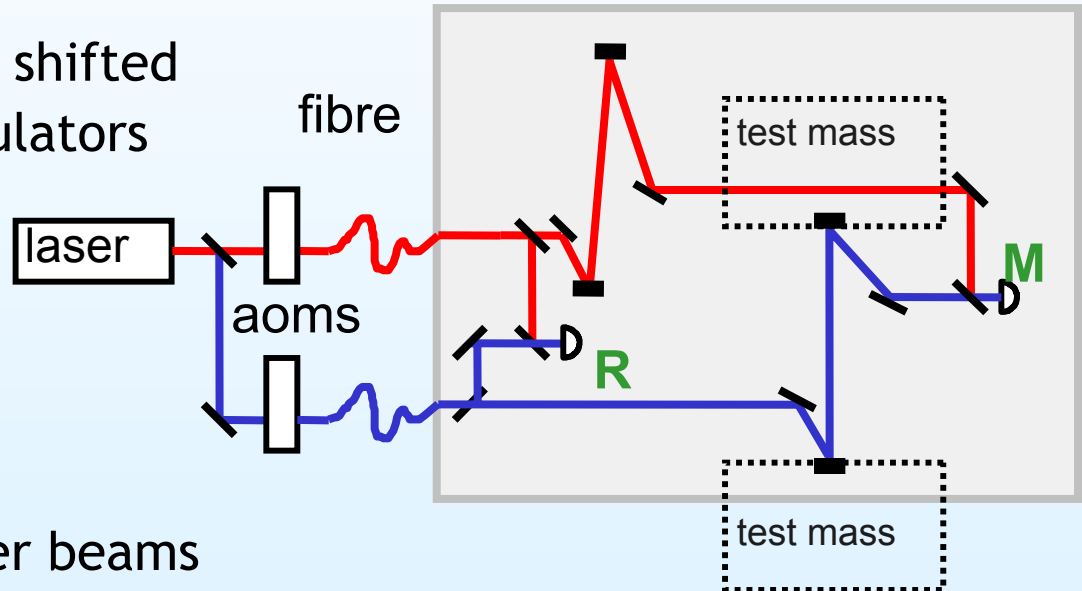 shifted
ulators
fibre
test mass
laser
M
aoms
R
er beams
test mass